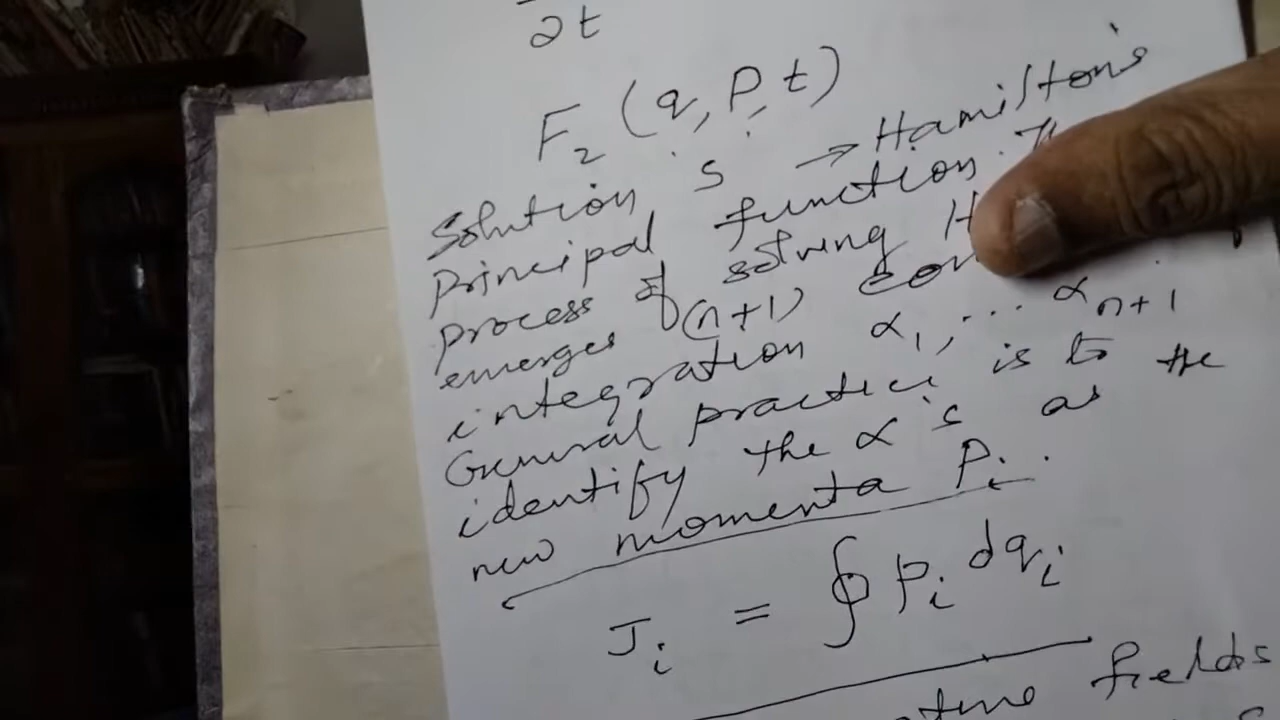 ∂t
F₂ (q, P, t)
Solution S → Hamilton's
Principal function.
process of solving H
emerges (n+1) con
integration α₁, ... αₙ₊₁
General practice is to
identify the α's as the
new momenta Pᵢ.
Jᵢ = ∮ pᵢ dqᵢ
fields